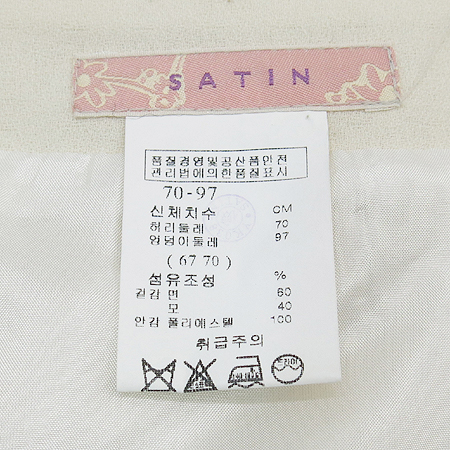 SATIN
품질경영및공산품안전
관리법에의한품질표시
70-97
신체치수 CM
허리둘레 70
엉덩이둘레 97
(67 70)
섬유조성 %
겉감 면 60
모 40
안감 폴리에스텔 100
취급주의
드라이